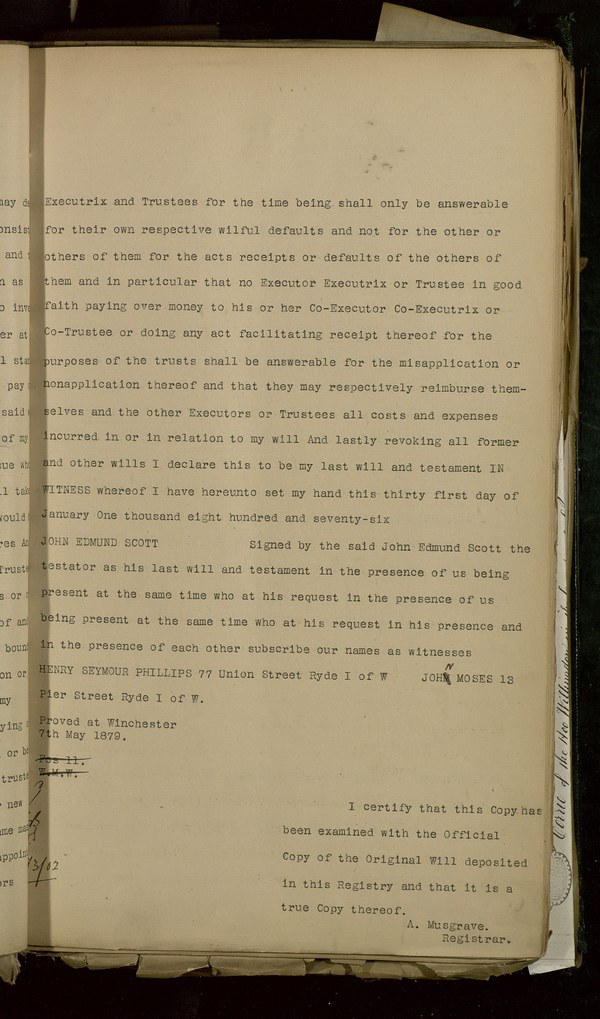 Executrix and Trustees for the time being shall only be answerable
for their own respective wilful defaults and not for the other or
others of them for the acts receipts or defaults of the others of
them and in particular that no Executor Executrix or Trustee in good
faith paying over money to his or her Co-Executor Co-Executrix or
Co-Trustee or doing any act facilitating receipt thereof for the
purposes of the trusts shall be answerable for the misapplication or
nonapplication thereof and that they may respectively reimburse them-
selves and the other Executors or Trustees all costs and expenses
incurred in or in relation to my will And lastly revoking all former
and other wills I declare this to be my last will and testament IN
WITNESS whereof I have hereunto set my hand this thirty first day of
January One thousand eight hundred and seventy-six
JOHN EDMUND SCOTT Signed by the said John Edmund Scott the
testator as his last will and testament in the presence of us being
present at the same time who at his request in the presence of us
being present at the same time who at his request in his presence and
in the presence of each other subscribe our names as witnesses
HENRY SEYMOUR PHILLIPS 77 Union Street Ryde I of W JOHN MOSES 13
Pier Street Ryde I of W.
Proved at Winchester
7th May 1879.
Fos 11.
W.M.W.
13/02
I certify that this Copy has
been examined with the Official
Copy of the Original Will deposited
in this Registry and that it is a
true Copy thereof.
A. Musgrave.
Registrar.